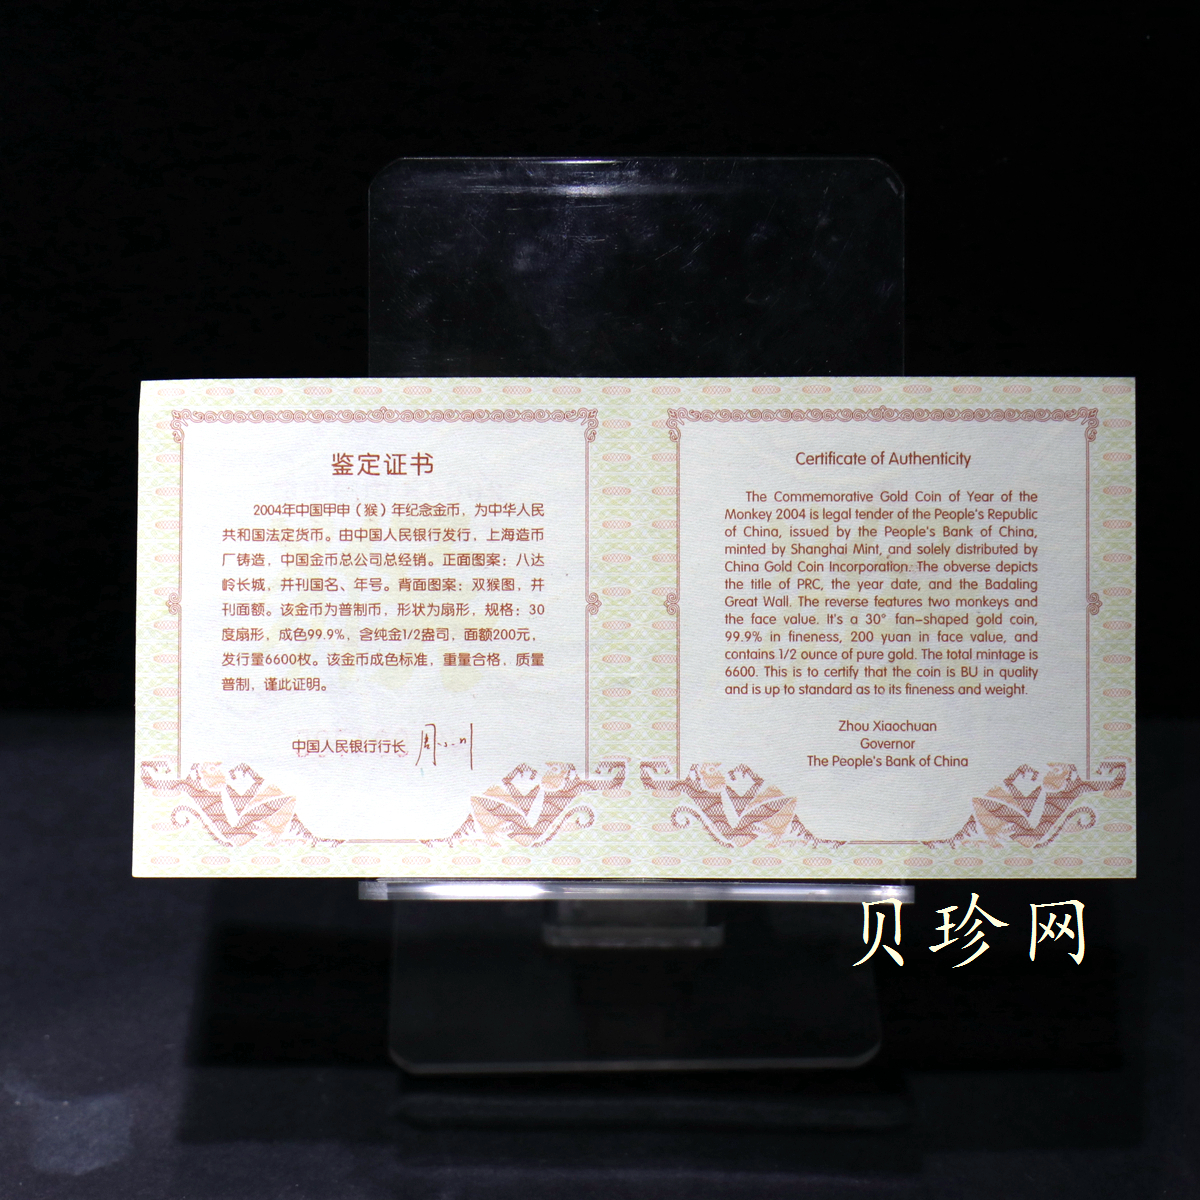 鉴定证书
2004年中国甲申（猴）年纪念金币，为中华人民
共和国法定货币。由中国人民银行发行，上海造币
厂铸造，中国金币总公司总经销。正面图案：八达
岭长城，并刊国名、年号。背面图案：双猴图，并
刊面额。该金币为普制币，形状为扇形，规格：30
度扇形，成色99.9%，含纯金1/2盎司，面额200元，
发行量6600枚。该金币成色标准，重量合格，质量
普制，谨此证明。
中国人民银行行长 周小川
Certificate of Authenticity
The Commemorative Gold Coin of Year of the
Monkey 2004 is legal tender of the People's Republic
of China, issued by the People's Bank of China,
minted by Shanghai Mint, and solely distributed by
China Gold Coin Incorporation. The obverse depicts
the title of PRC, the year date, and the Badaling
Great Wall. The reverse features two monkeys and
the face value. It's a 30° fan-shaped gold coin,
99.9% in fineness, 200 yuan in face value, and
contains 1/2 ounce of pure gold. The total mintage is
6600. This is to certify that the coin is BU in quality
and is up to standard as to its fineness and weight.
Zhou Xiaochuan
Governor
The People's Bank of China
贝珍网